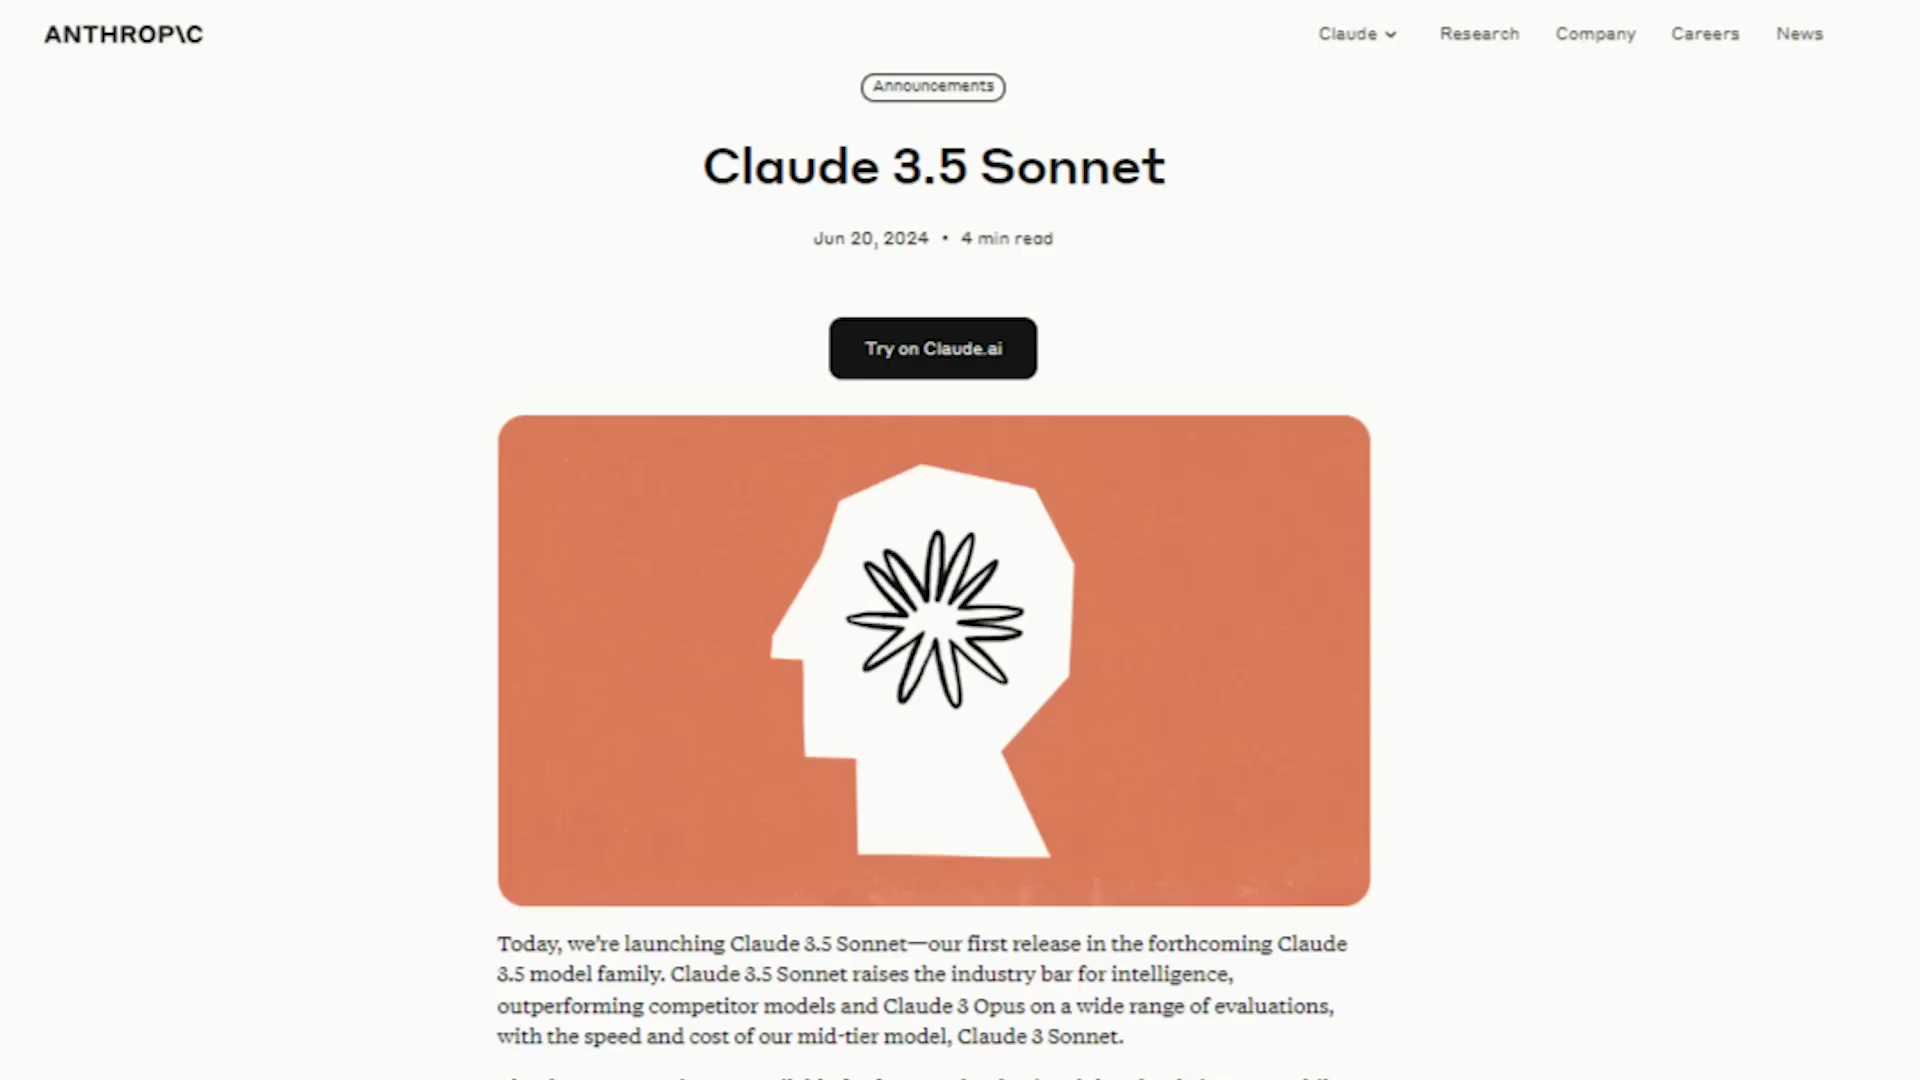 ANTHROP\C
Claude Research Company Careers News
Announcements
Claude 3.5 Sonnet
Jun 20, 2024 • 4 min read
Try on Claude.ai
Today, we’re launching Claude 3.5 Sonnet—our first release in the forthcoming Claude
3.5 model family. Claude 3.5 Sonnet raises the industry bar for intelligence,
outperforming competitor models and Claude 3 Opus on a wide range of evaluations,
with the speed and cost of our mid-tier model, Claude 3 Sonnet.